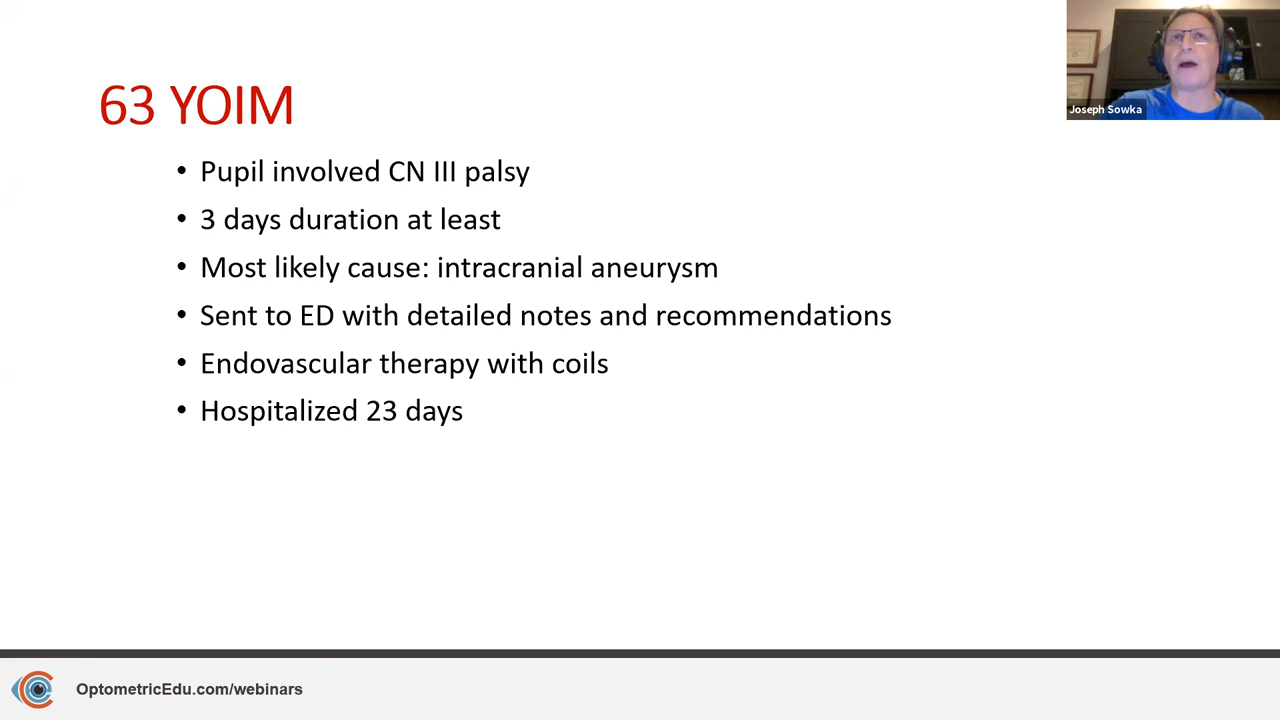 63 YOIM
• Pupil involved CN III palsy
• 3 days duration at least
• Most likely cause: intracranial aneurysm
• Sent to ED with detailed notes and recommendations
• Endovascular therapy with coils
• Hospitalized 23 days
Joseph Sowka
OptometricEdu.com/webinars